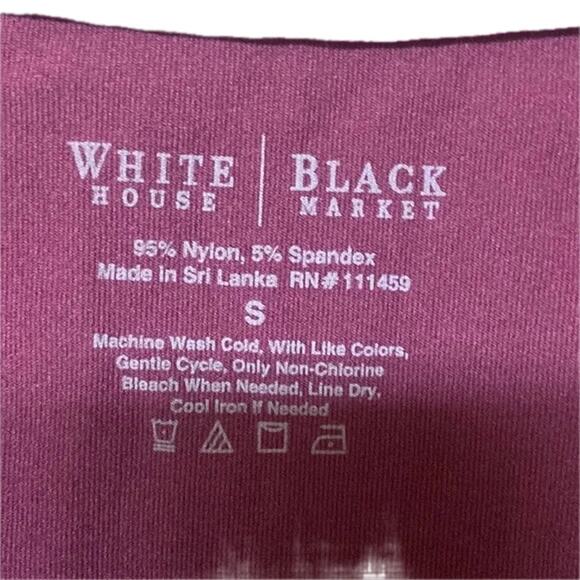 WHITE HOUSE | BLACK MARKET
95% Nylon, 5% Spandex
Made in Sri Lanka RN# 111459
S
Machine Wash Cold, With Like Colors,
Gentle Cycle, Only Non-Chlorine
Bleach When Needed, Line Dry,
Cool Iron If Needed